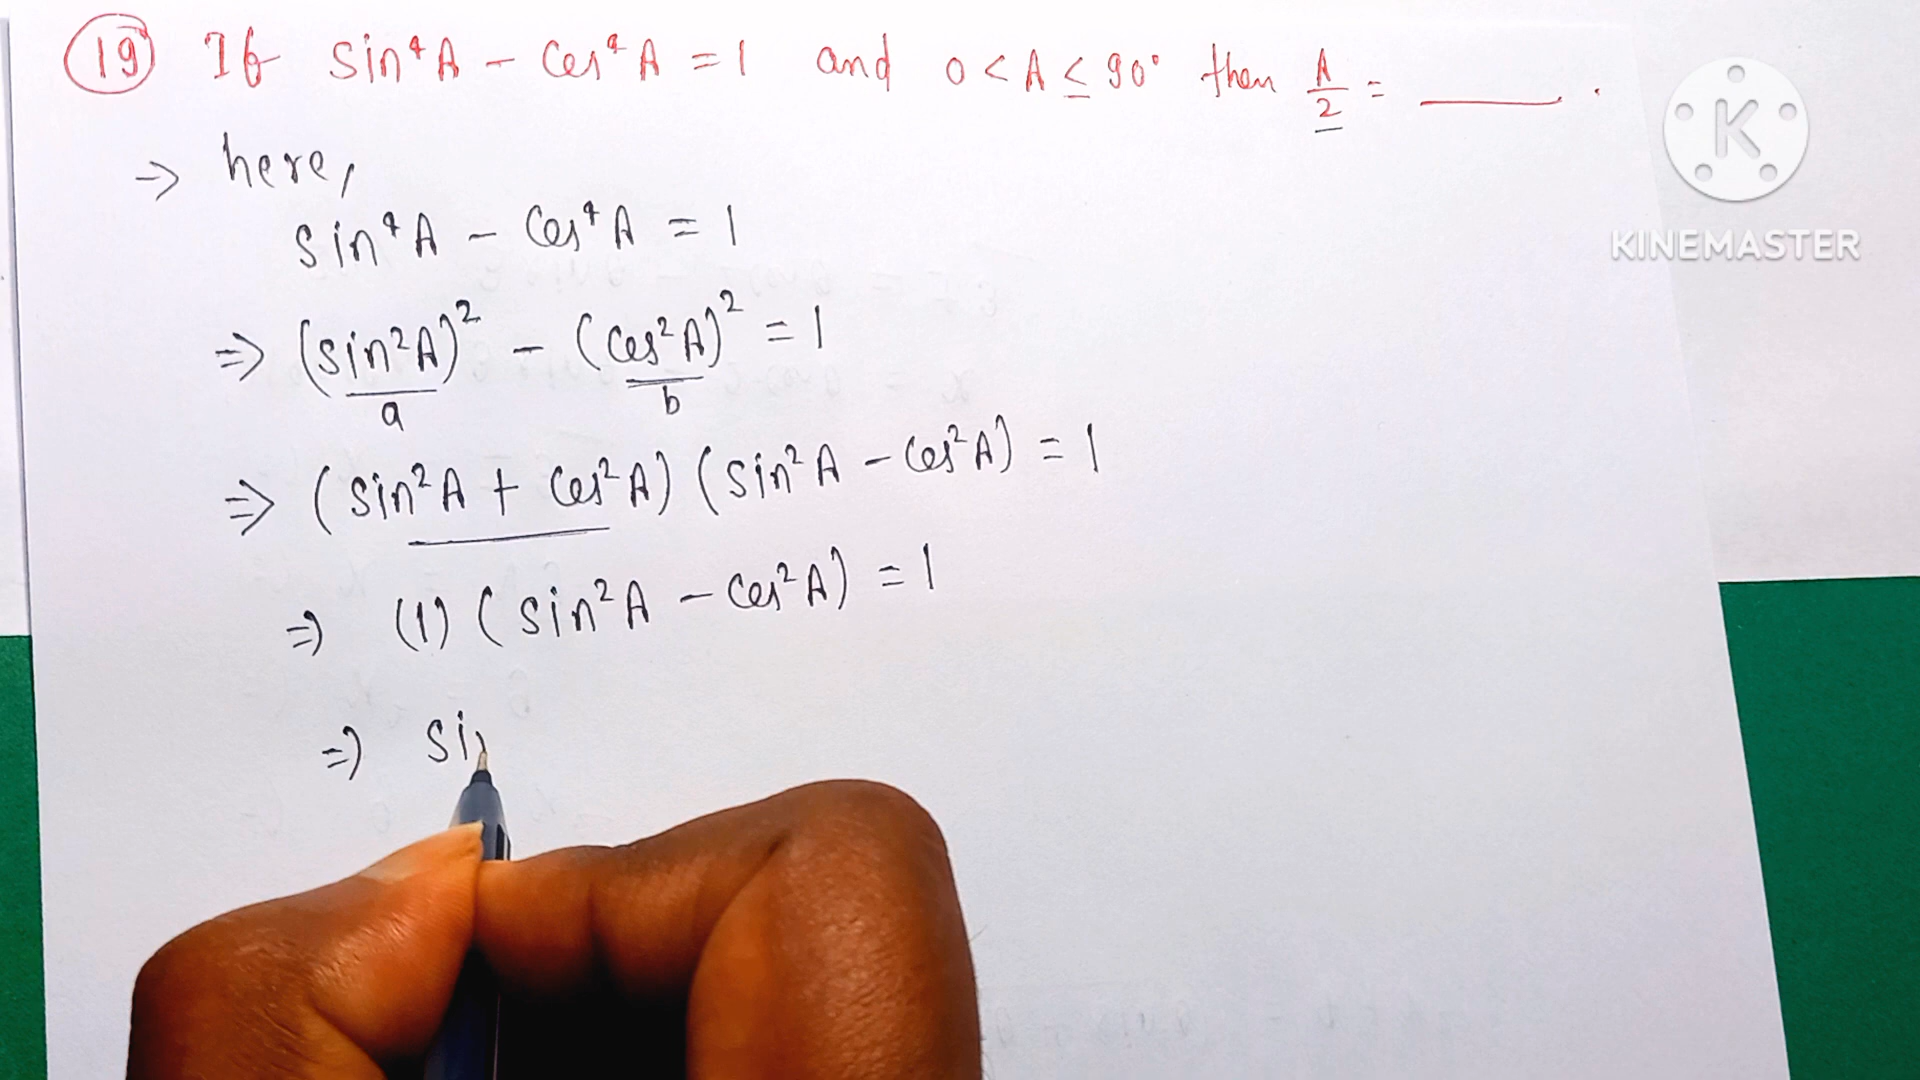 19 If sin⁴A - cos⁴A = 1 and 0 < A ≤ 90° then A/2 = ______ .
→ here,
sin⁴A - cos⁴A = 1
⇒ (sin²A)² - (cos²A)² = 1
a b
⇒ (sin²A + cos²A) (sin²A - cos²A) = 1
⇒ (1) (sin²A - cos²A) = 1
⇒ sin
K
KINEMASTER